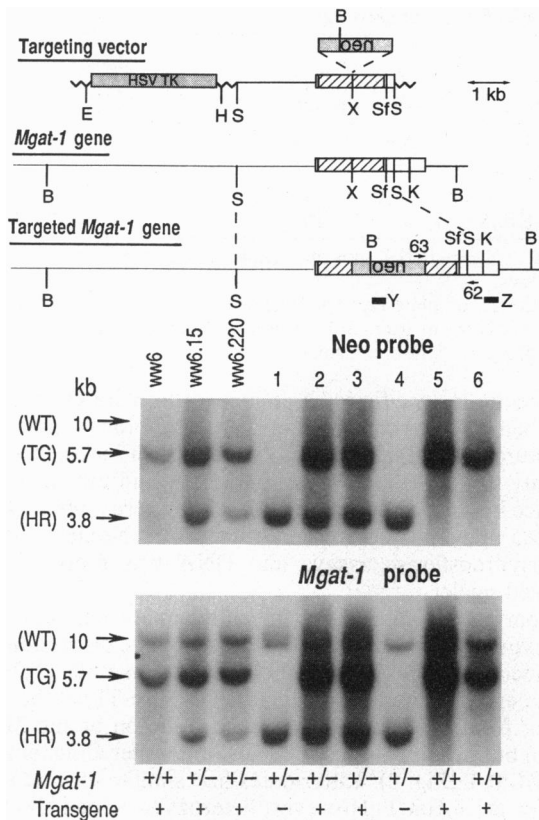 Targeting vector
B
neo
HSV TK
E H S X Sf S 1 kb
Mgat-1 gene
B S X Sf S K B
Targeted Mgat-1 gene
B 63 Sf S K B
neo
B S 62
Y Z
ww6 ww6.15 ww6.220 Neo probe
kb 1 2 3 4 5 6
(WT) 10
(TG) 5.7
(HR) 3.8
Mgat-1 probe
(WT) 10
(TG) 5.7
(HR) 3.8
Mgat-1 +/+ +/− +/− +/− +/− +/− +/− +/+ +/+
Transgene + + + − + + − + +